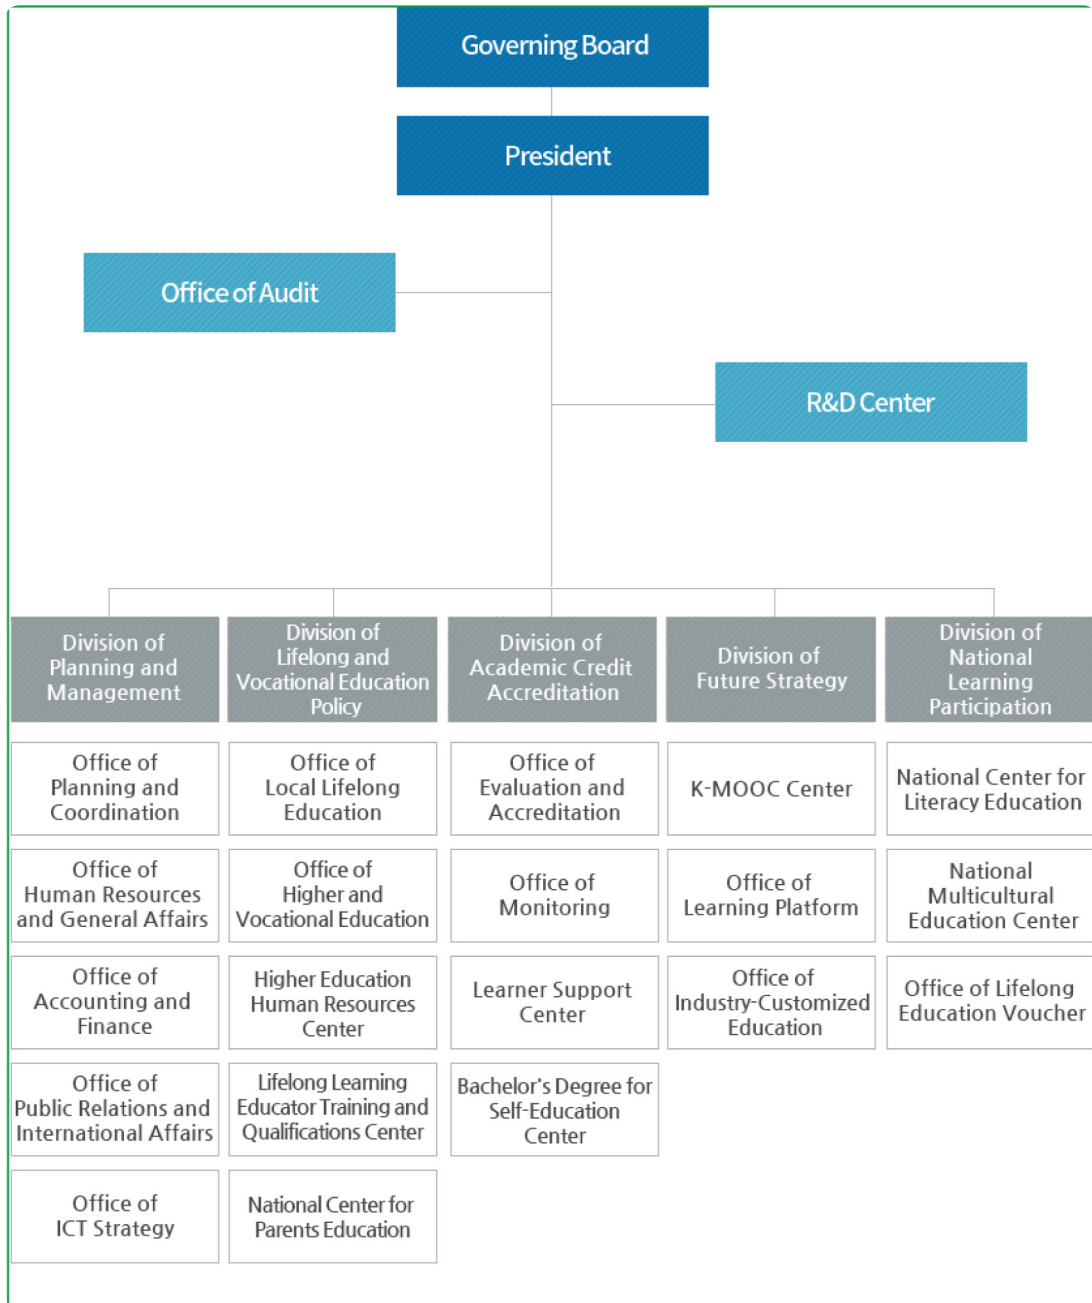 Governing Board
President
Office of Audit
R&D Center
Division of
Planning and
Management
Division of
Lifelong and
Vocational Education
Policy
Division of
Academic Credit
Accreditation
Division of
Future Strategy
Division of
National
Learning
Participation
Office of
Planning and
Coordination
Office of
Human Resources
and General Affairs
Office of
Accounting and
Finance
Office of
Public Relations and
International Affairs
Office of
ICT Strategy
Office of
Local Lifelong
Education
Office of
Higher and
Vocational Education
Higher Education
Human Resources
Center
Lifelong Learning
Educator Training and
Qualifications Center
National Center for
Parents Education
Office of
Evaluation and
Accreditation
Office of
Monitoring
Learner Support
Center
Bachelor's Degree for
Self-Education
Center
K-MOOC Center
Office of
Learning Platform
Office of
Industry-Customized
Education
National Center for
Literacy Education
National
Multicultural
Education Center
Office of Lifelong
Education Voucher